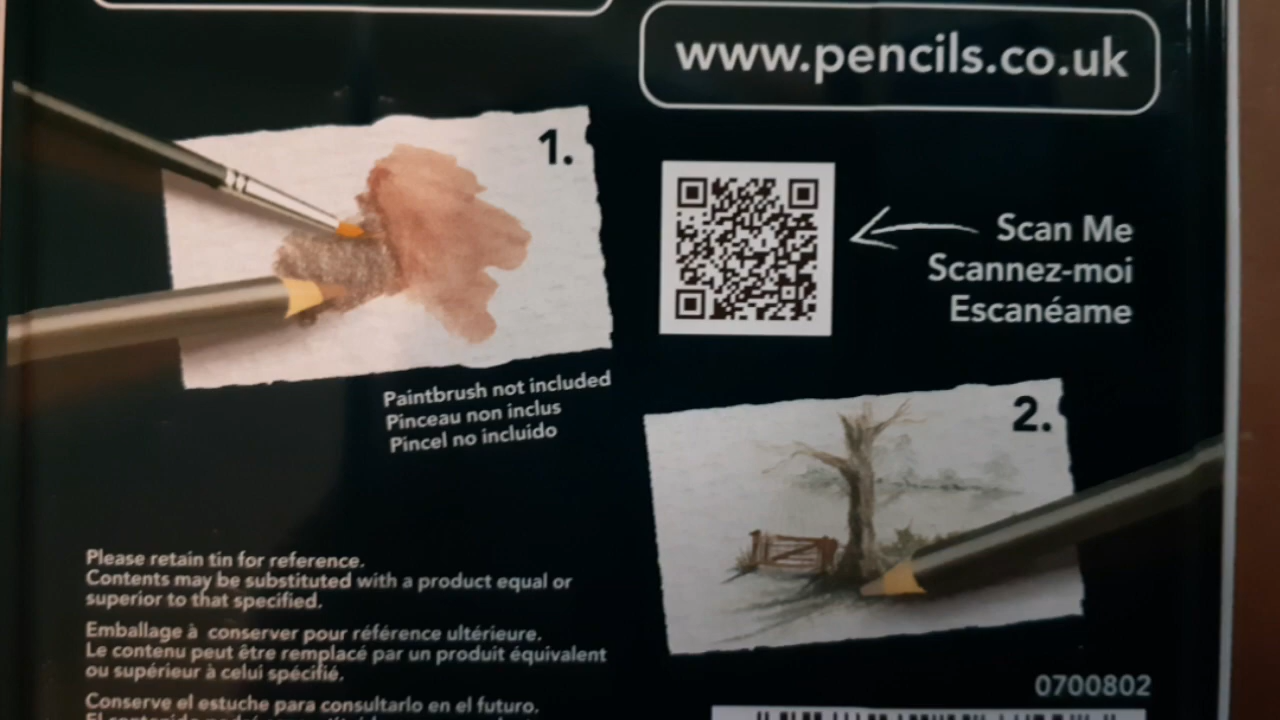 www.pencils.co.uk
1.
Scan Me
Scannez-moi
Escanéame
Paintbrush not included
Pinceau non inclus
Pincel no incluido
2.
Please retain tin for reference.
Contents may be substituted with a product equal or
superior to that specified.
Emballage à conserver pour référence ultérieure.
Le contenu peut être remplacé par un produit équivalent
ou supérieur à celui spécifié.
Conserve el estuche para consultarlo en el futuro.
0700802